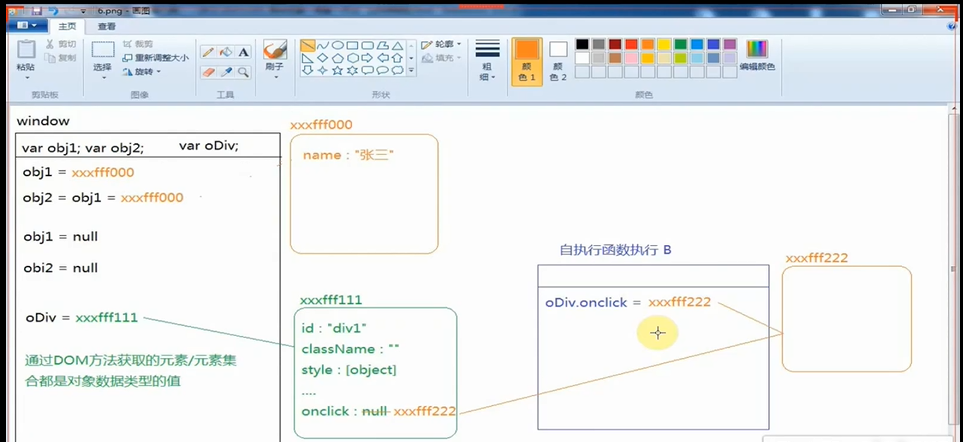 6.png - 画图
主页
查看
粘贴
剪切
复制
剪贴板
选择
裁剪
重新调整大小
旋转
图像
A
工具
刷子
形状
轮廓
填充
粗细
颜色 1
颜色 2
编辑颜色
颜色
window
var obj1; var obj2;
var oDiv;
obj1 = xxxfff000
obj2 = obj1 = xxxfff000
obj1 = null
obi2 = null
oDiv = xxxfff111
通过DOM方法获取的元素/元素集
合都是对象数据类型的值
xxxfff000
name : "张三"
xxxfff111
id : "div1"
className : ""
style : [object]
....
onclick : null xxxfff222
自执行函数执行 B
oDiv.onclick = xxxfff222
xxxfff222